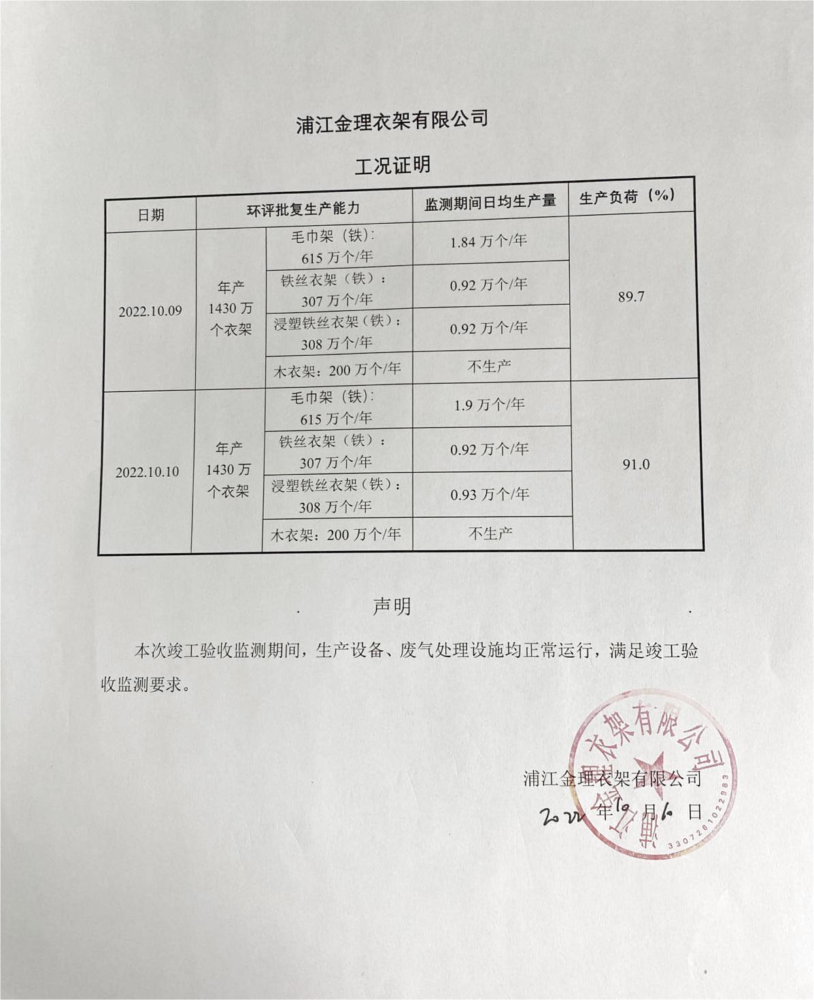 浦江金理衣架有限公司
工况证明
日期 环评批复生产能力 监测期间日均生产量 生产负荷（%）
2022.10.09
年产
1430 万
个衣架
毛巾架（铁）：
615 万个/年
1.84 万个/年
铁丝衣架（铁）：
307 万个/年
0.92 万个/年
浸塑铁丝衣架（铁）：
308 万个/年
0.92 万个/年
木衣架：200 万个/年
不生产
89.7
2022.10.10
年产
1430 万
个衣架
毛巾架（铁）：
615 万个/年
1.9 万个/年
铁丝衣架（铁）：
307 万个/年
0.92 万个/年
浸塑铁丝衣架（铁）：
308 万个/年
0.93 万个/年
木衣架：200 万个/年
不生产
91.0
声明
本次竣工验收监测期间，生产设备、废气处理设施均正常运行，满足竣工验
收监测要求。
浦江金理衣架有限公司
2022 年 10 月 日
浦江金理衣架有限公司
3307261022983